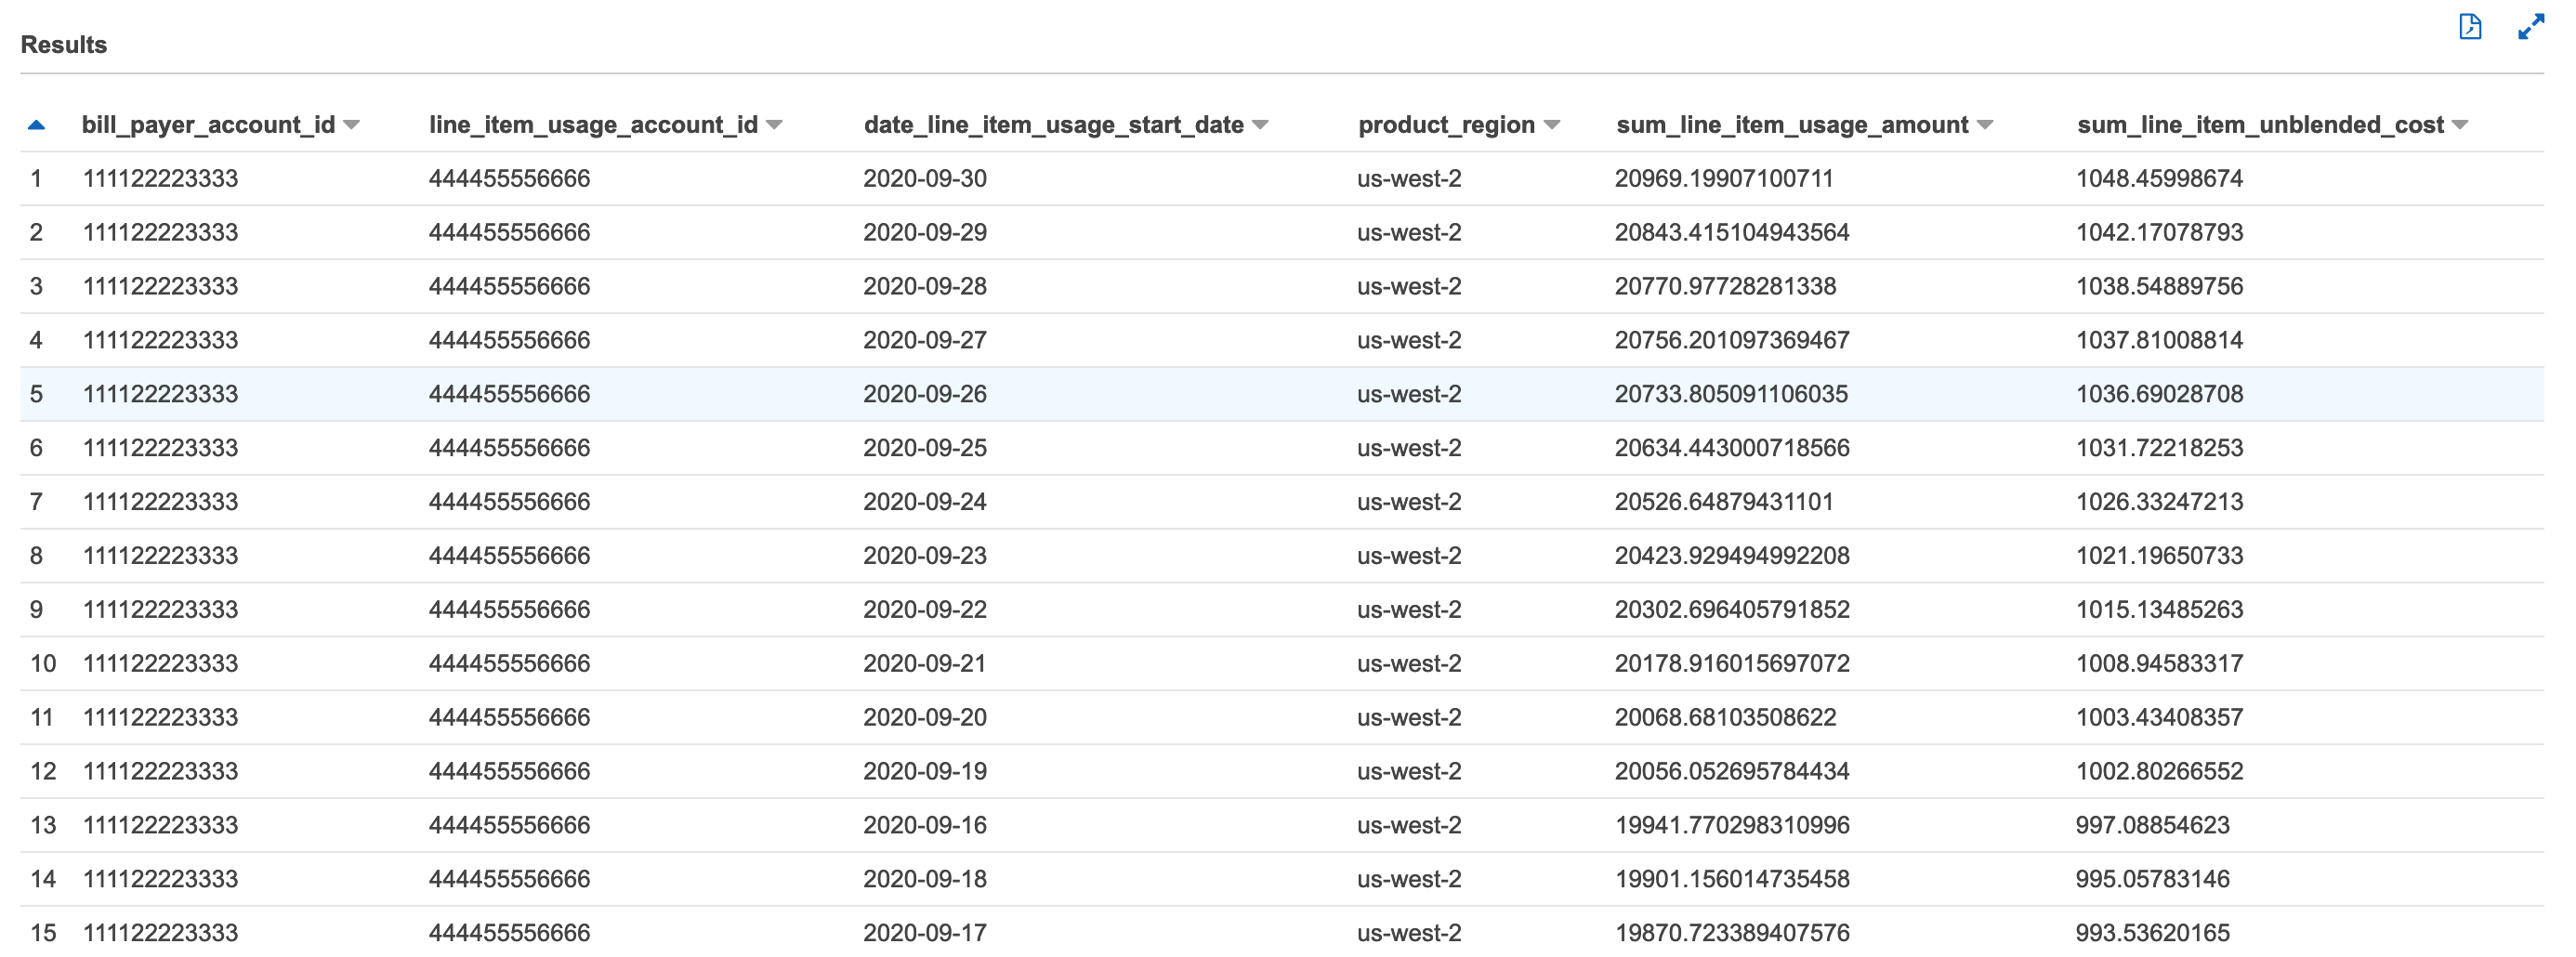 Results
bill_payer_account_id line_item_usage_account_id date_line_item_usage_start_date product_region sum_line_item_usage_amount sum_line_item_unblended_cost
1 111122223333 444455556666 2020-09-30 us-west-2 20969.19907100711 1048.45998674
2 111122223333 444455556666 2020-09-29 us-west-2 20843.415104943564 1042.17078793
3 111122223333 444455556666 2020-09-28 us-west-2 20770.97728281338 1038.54889756
4 111122223333 444455556666 2020-09-27 us-west-2 20756.201097369467 1037.81008814
5 111122223333 444455556666 2020-09-26 us-west-2 20733.805091106035 1036.69028708
6 111122223333 444455556666 2020-09-25 us-west-2 20634.443000718566 1031.72218253
7 111122223333 444455556666 2020-09-24 us-west-2 20526.64879431101 1026.33247213
8 111122223333 444455556666 2020-09-23 us-west-2 20423.929494992208 1021.19650733
9 111122223333 444455556666 2020-09-22 us-west-2 20302.696405791852 1015.13485263
10 111122223333 444455556666 2020-09-21 us-west-2 20178.916015697072 1008.94583317
11 111122223333 444455556666 2020-09-20 us-west-2 20068.68103508622 1003.43408357
12 111122223333 444455556666 2020-09-19 us-west-2 20056.052695784434 1002.80266552
13 111122223333 444455556666 2020-09-16 us-west-2 19941.770298310996 997.08854623
14 111122223333 444455556666 2020-09-18 us-west-2 19901.156014735458 995.05783146
15 111122223333 444455556666 2020-09-17 us-west-2 19870.723389407576 993.53620165